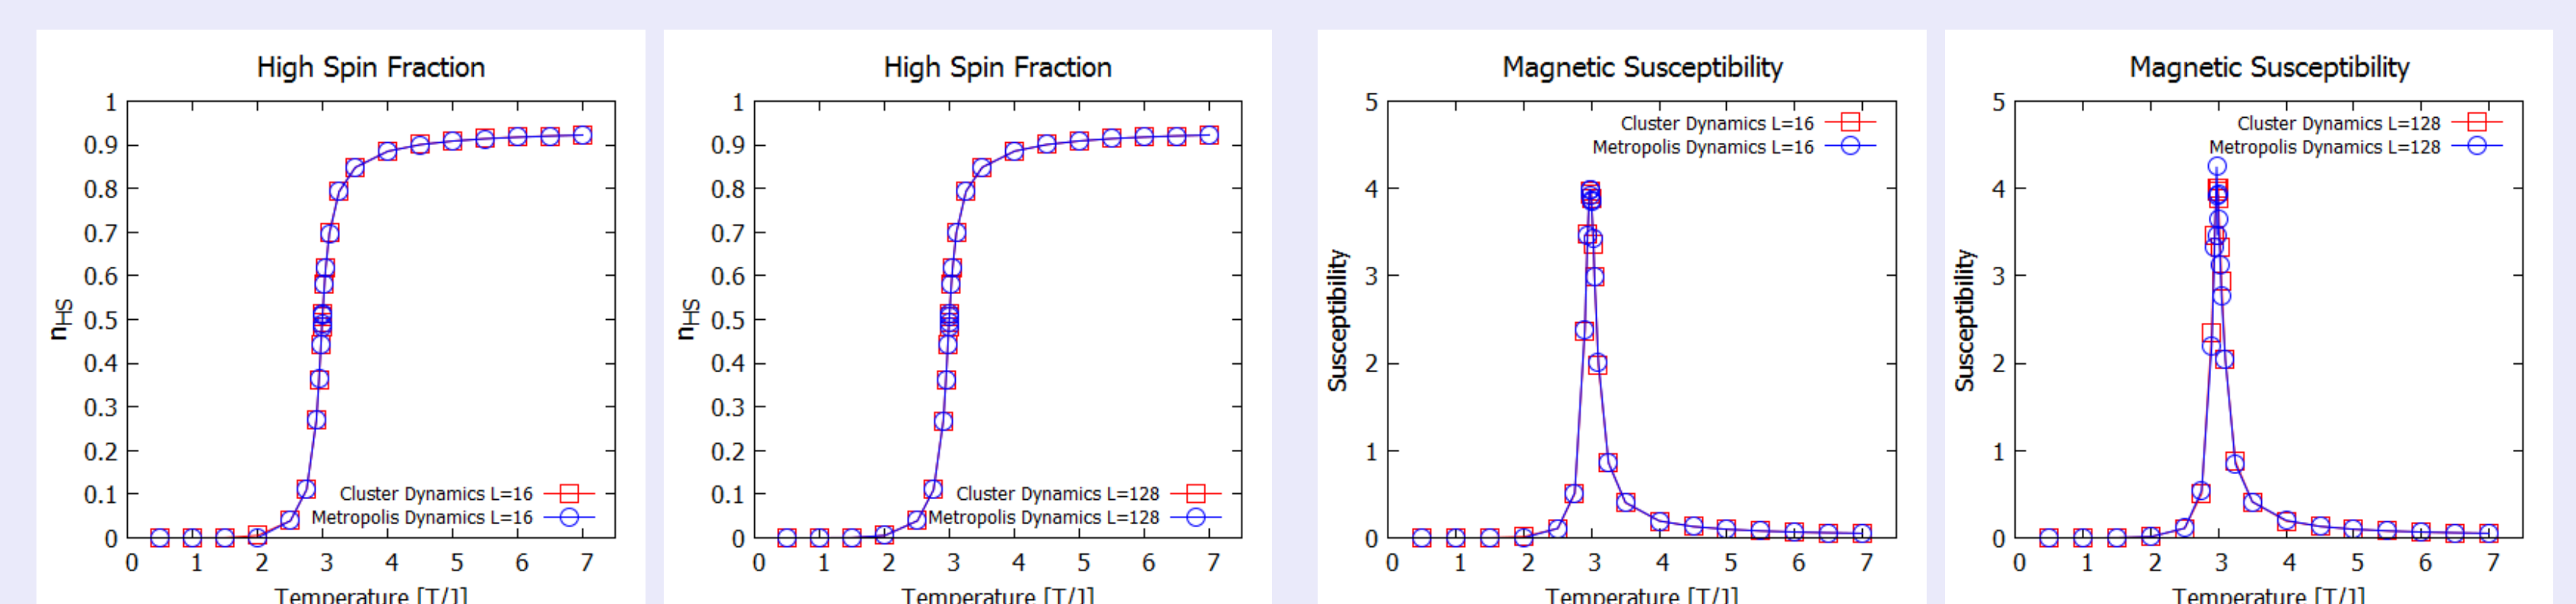 High Spin Fraction
1
0.9
0.8
0.7
0.6
0.5
0.4
0.3
0.2
0.1
0
nHS
Cluster Dynamics L=16
Metropolis Dynamics L=16
0 1 2 3 4 5 6 7
Temperature [T/J]
High Spin Fraction
1
0.9
0.8
0.7
0.6
0.5
0.4
0.3
0.2
0.1
0
nHS
Cluster Dynamics L=128
Metropolis Dynamics L=128
0 1 2 3 4 5 6 7
Temperature [T/J]
Magnetic Susceptibility
5
4
3
2
1
0
Susceptibility
Cluster Dynamics L=16
Metropolis Dynamics L=16
0 1 2 3 4 5 6 7
Temperature [T/J]
Magnetic Susceptibility
5
4
3
2
1
0
Susceptibility
Cluster Dynamics L=128
Metropolis Dynamics L=128
0 1 2 3 4 5 6 7
Temperature [T/J]